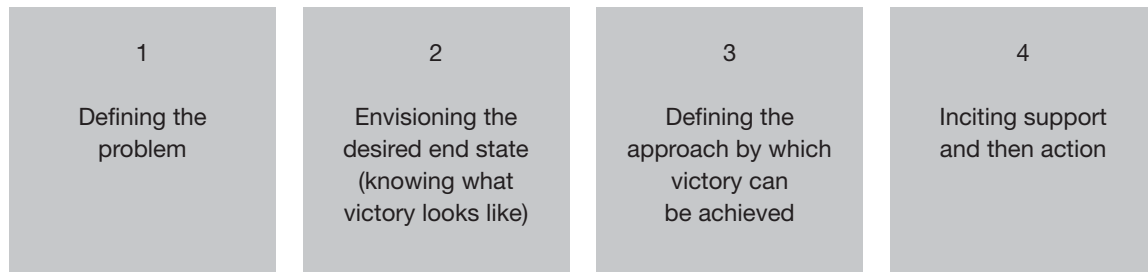 1
Defining the
problem
2
Envisioning the
desired end state
(knowing what
victory looks like)
3
Defining the
approach by which
victory can
be achieved
4
Inciting support
and then action